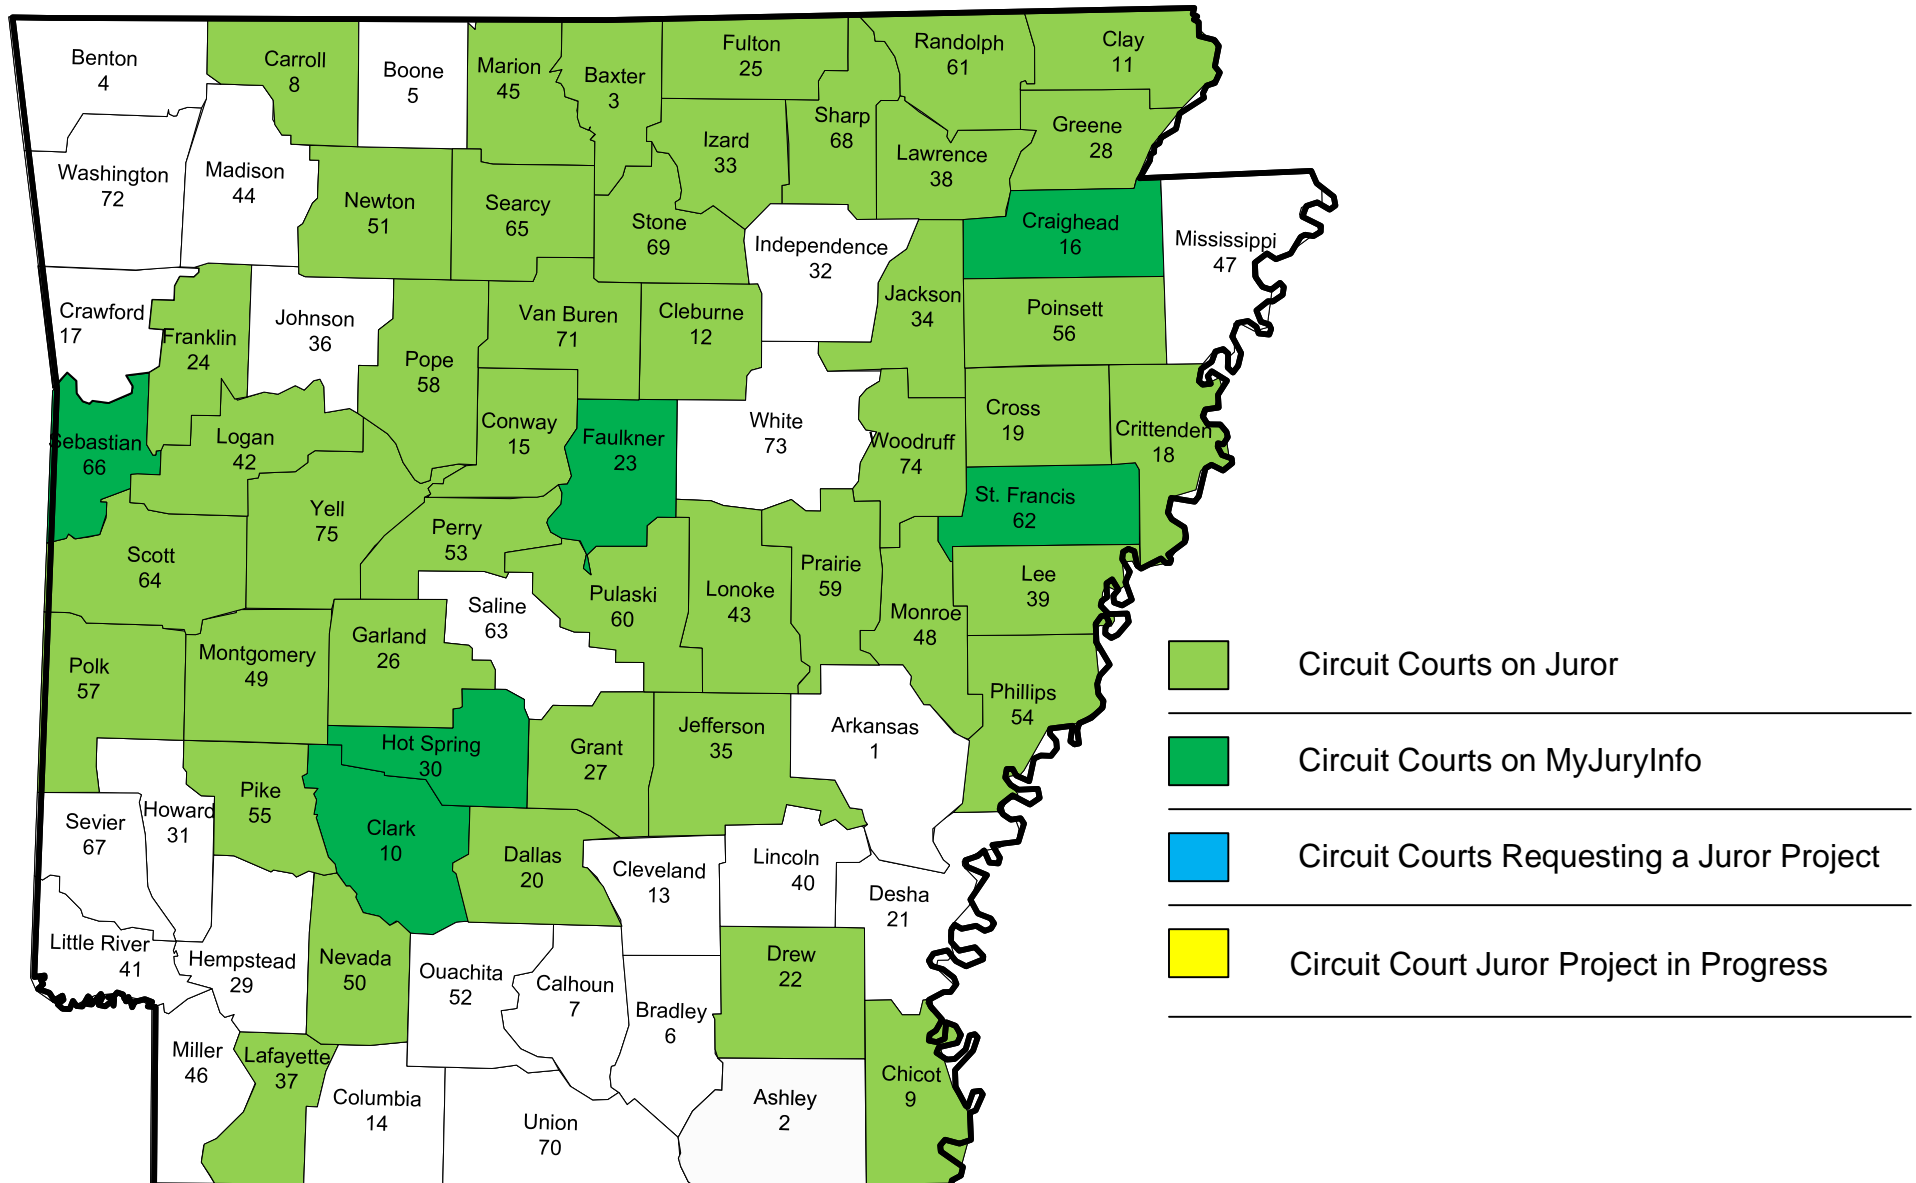 Benton
4
Carroll
8
Boone
5
Marion
45
Baxter
3
Fulton
25
Randolph
61
Clay
11
Sharp
68
Izard
33
Lawrence
38
Greene
28
Washington
72
Madison
44
Newton
51
Searcy
65
Stone
69
Independence
32
Craighead
16
Mississippi
47
Crawford
17
Franklin
24
Johnson
36
Pope
58
Van Buren
71
Cleburne
12
Jackson
34
Poinsett
56
Sebastian
66
Logan
42
Conway
15
Faulkner
23
White
73
Woodruff
74
Cross
19
Crittenden
18
Scott
64
Yell
75
Perry
53
St. Francis
62
Saline
63
Pulaski
60
Lonoke
43
Prairie
59
Monroe
48
Lee
39
Polk
57
Montgomery
49
Garland
26
Phillips
54
Hot Spring
30
Grant
27
Jefferson
35
Arkansas
1
Sevier
67
Howard
31
Pike
55
Clark
10
Dallas
20
Cleveland
13
Lincoln
40
Desha
21
Little River
41
Hempstead
29
Nevada
50
Ouachita
52
Calhoun
7
Bradley
6
Drew
22
Miller
46
Lafayette
37
Columbia
14
Union
70
Ashley
2
Chicot
9
Circuit Courts on Juror
Circuit Courts on MyJuryInfo
Circuit Courts Requesting a Juror Project
Circuit Court Juror Project in Progress